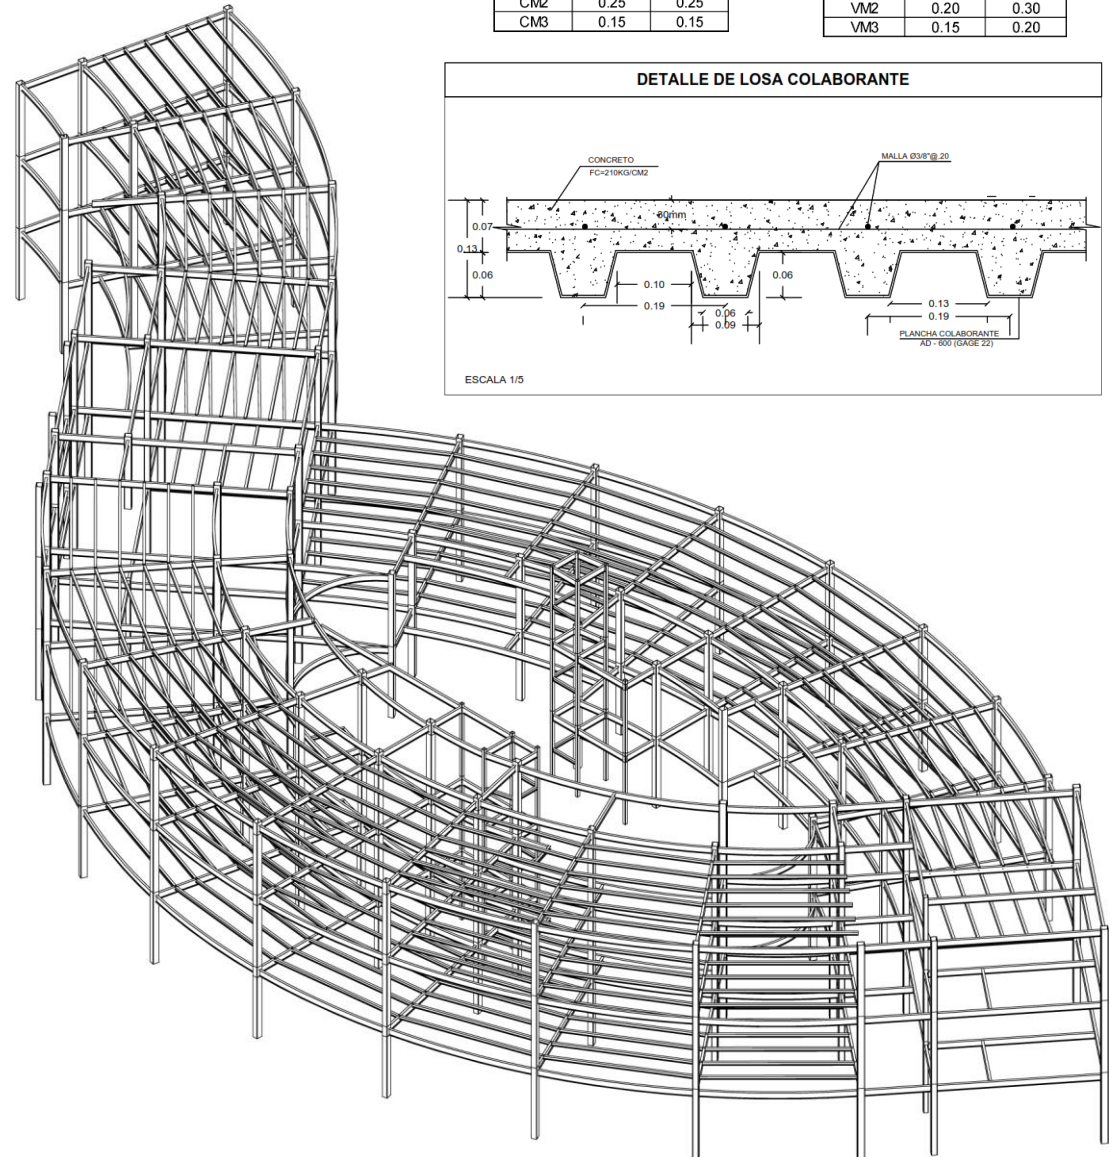 CM2 0.25 0.25
CM3 0.15 0.15
VM2 0.20 0.30
VM3 0.15 0.20
DETALLE DE LOSA COLABORANTE
CONCRETO
FC=210KG/CM2
MALLA Ø3/8"@.20
30mm
0.07
0.13
0.06
0.10
0.19
0.06
0.09
0.06
0.13
0.19
PLANCHA COLABORANTE
AD - 600 (GAGE 22)
ESCALA 1/5